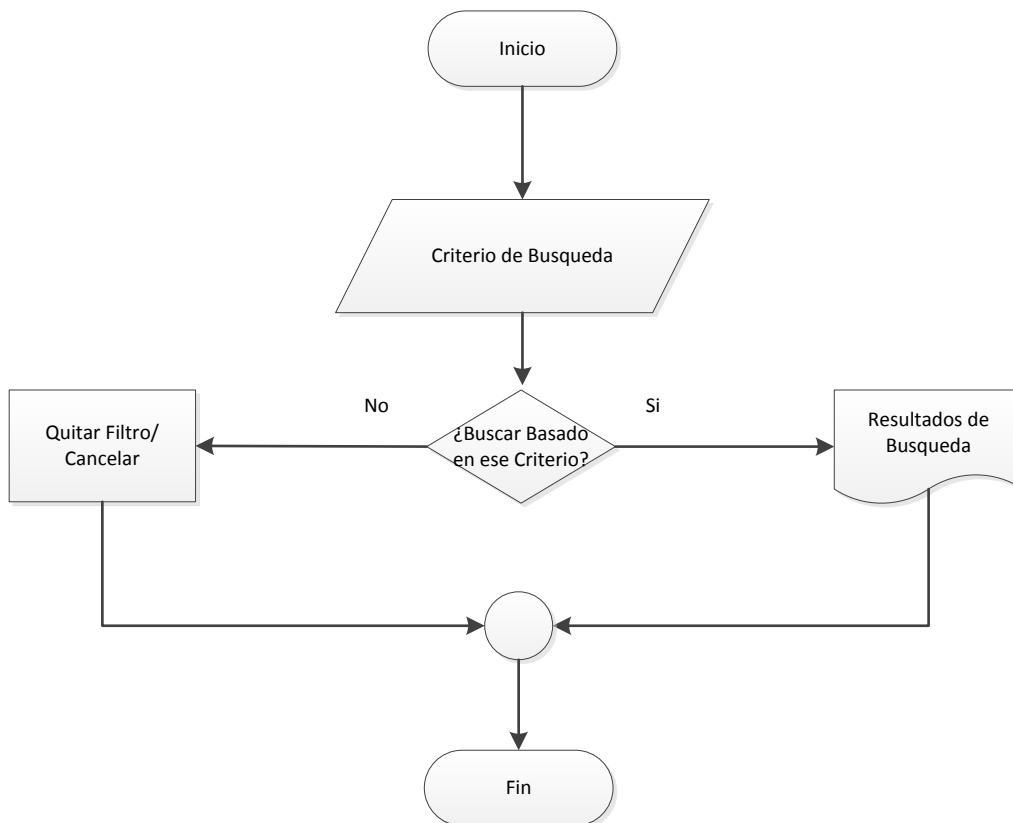 Inicio
Criterio de Busqueda
No
Si
Quitar Filtro/
Cancelar
¿Buscar Basado
en ese Criterio?
Resultados de
Busqueda
Fin